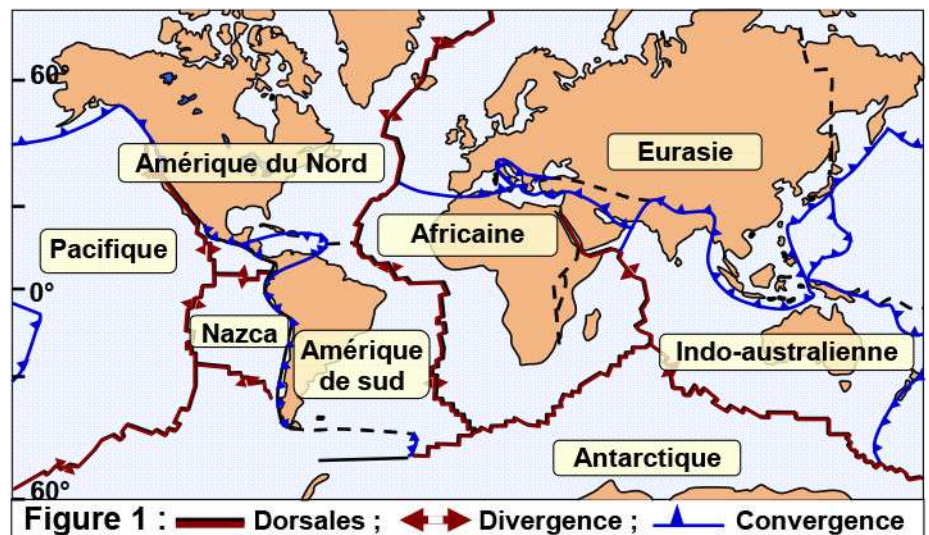 60°
Amérique du Nord
Eurasie
Pacifique
Africaine
0°
Nazca
Amérique
de sud
Indo-australienne
Antarctique
60°
Figure 1 : Dorsales ; Divergence ; Convergence